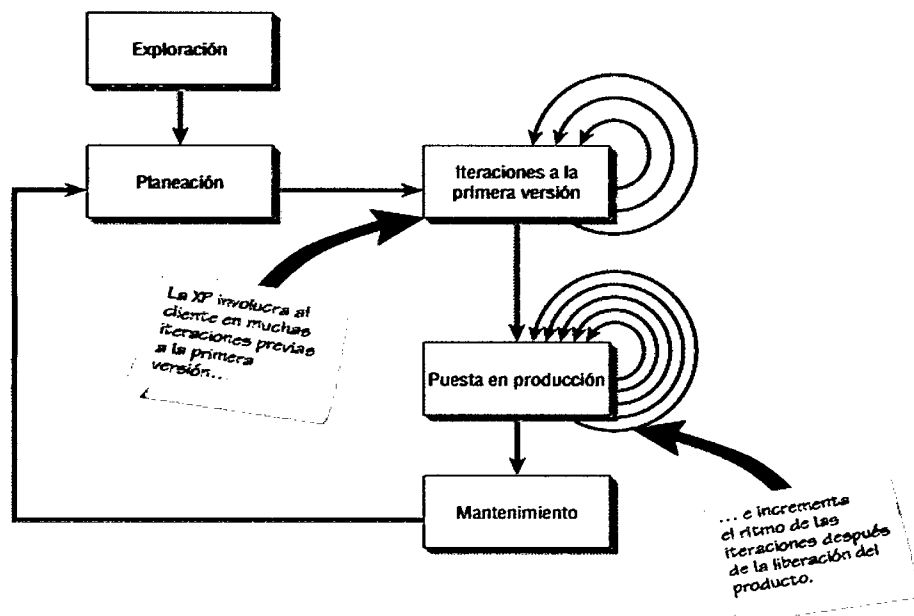 Exploración
Planeación
Iteraciones a la
primera versión
La XP involucra al
cliente en muchas
iteraciones previas
a la primera
versión...
Puesta en producción
Mantenimiento
... e incrementa
el ritmo de las
iteraciones después
de la liberación del
producto.